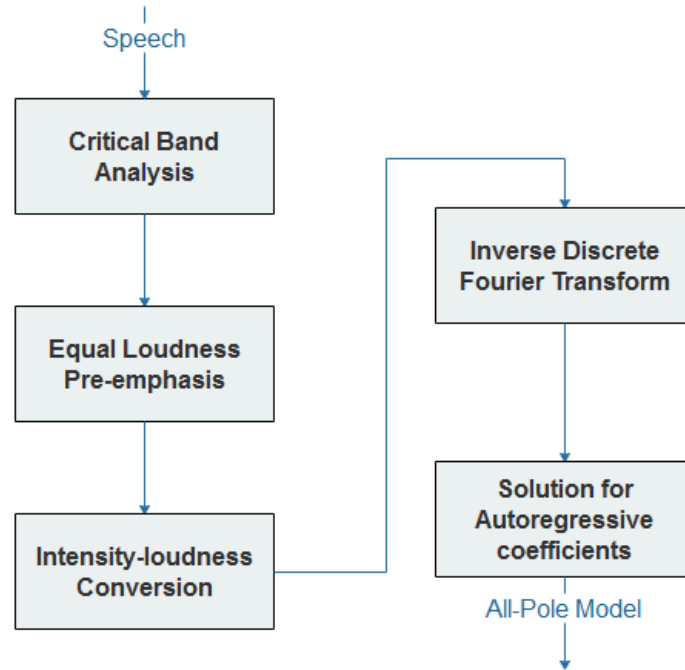 Speech
Critical Band
Analysis
Equal Loudness
Pre-emphasis
Intensity-loudness
Conversion
Inverse Discrete
Fourier Transform
Solution for
Autoregressive
coefficients
All-Pole Model